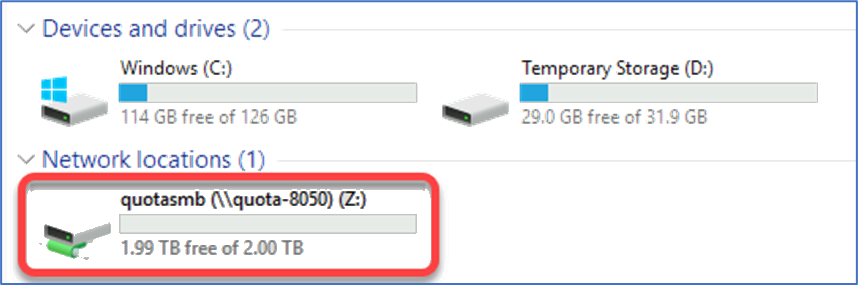 Devices and drives (2)
Windows (C:)
114 GB free of 126 GB
Temporary Storage (D:)
29.0 GB free of 31.9 GB
Network locations (1)
quotasmb (\\quota-8050) (Z:)
1.99 TB free of 2.00 TB